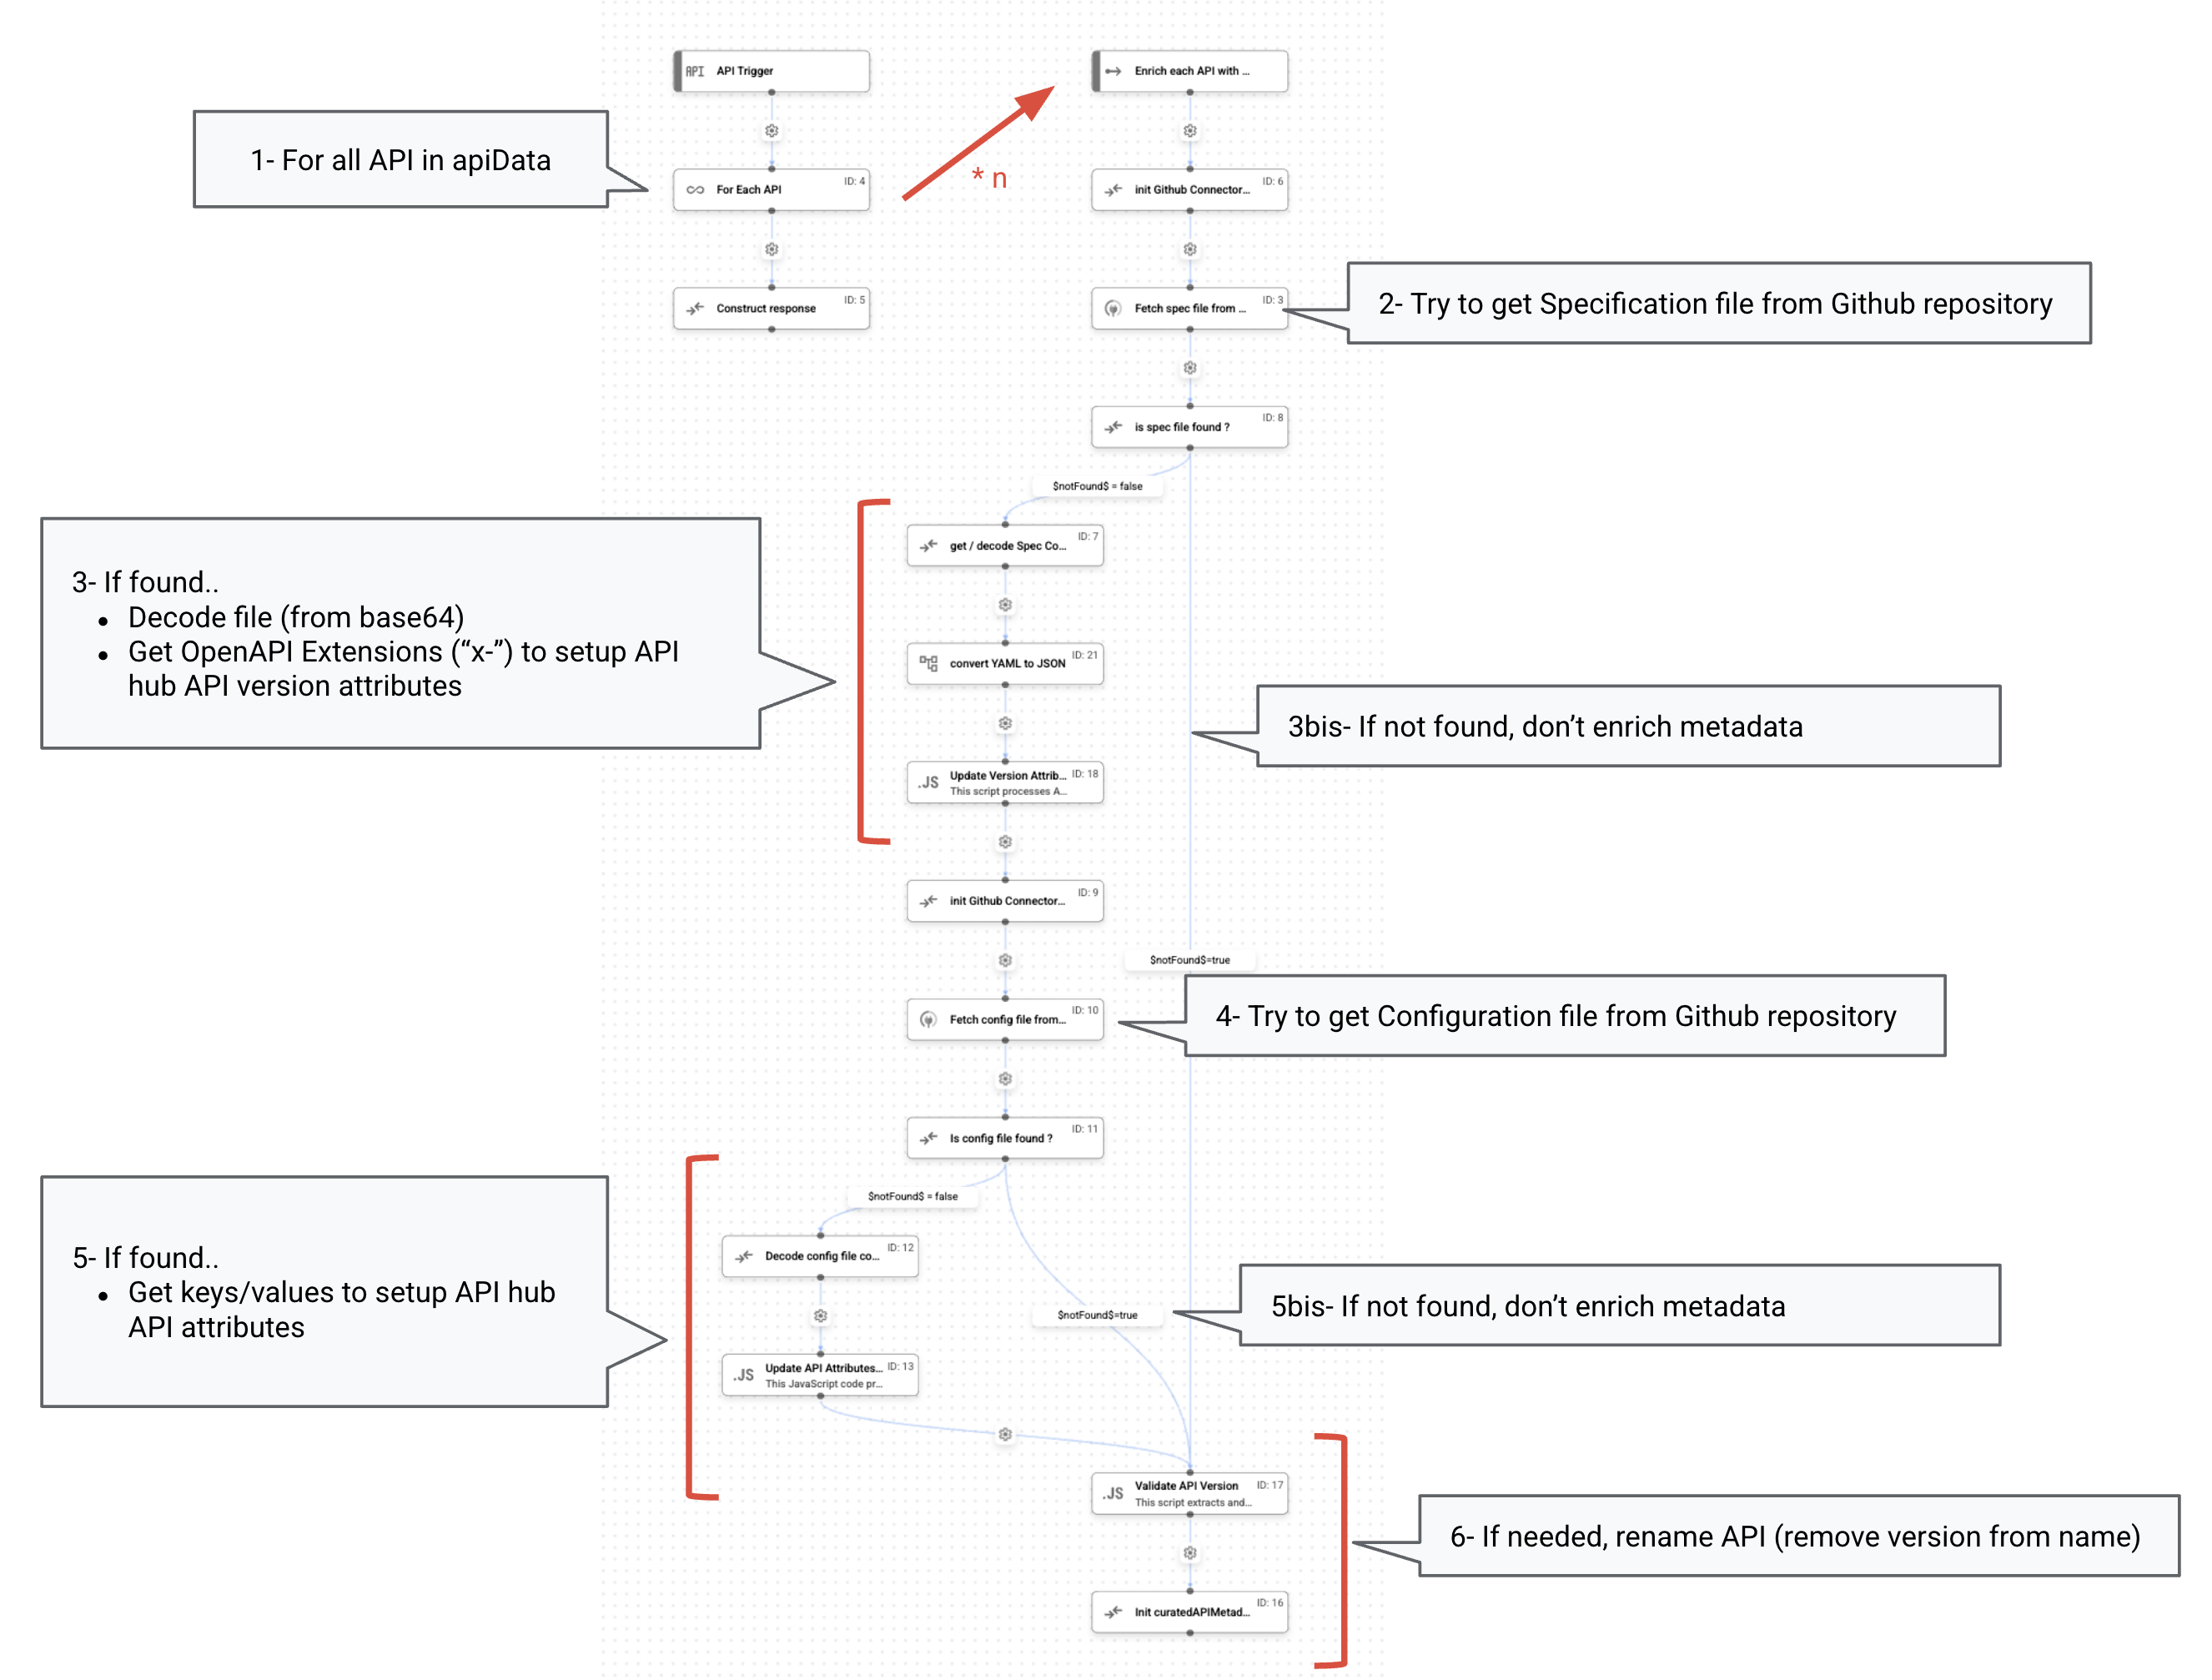 API
API Trigger
Enrich each API with ...
1- For all API in apiData
* n
For Each API
ID: 4
init Github Connector...
ID: 6
Construct response
ID: 5
Fetch spec file from ...
ID: 3
2- Try to get Specification file from Github repository
is spec file found ?
ID: 8
$notFound$ = false
get / decode Spec Co...
ID: 7
3- If found..
• Decode file (from base64)
• Get OpenAPI Extensions (“x-”) to setup API
hub API version attributes
convert YAML to JSON
ID: 21
3bis- If not found, don’t enrich metadata
.JS
Update Version Attrib...
ID: 18
This script processes A...
init Github Connector...
ID: 9
$notFound$=true
Fetch config file from...
ID: 10
4- Try to get Configuration file from Github repository
Is config file found ?
ID: 11
$notFound$ = false
Decode config file co...
ID: 12
5- If found..
• Get keys/values to setup API hub
API attributes
$notFound$=true
5bis- If not found, don’t enrich metadata
.JS
Update API Attributes...
ID: 13
This JavaScript code pr...
.JS
Validate API Version
ID: 17
This script extracts and...
6- If needed, rename API (remove version from name)
Init curatedAPIMetad...
ID: 16